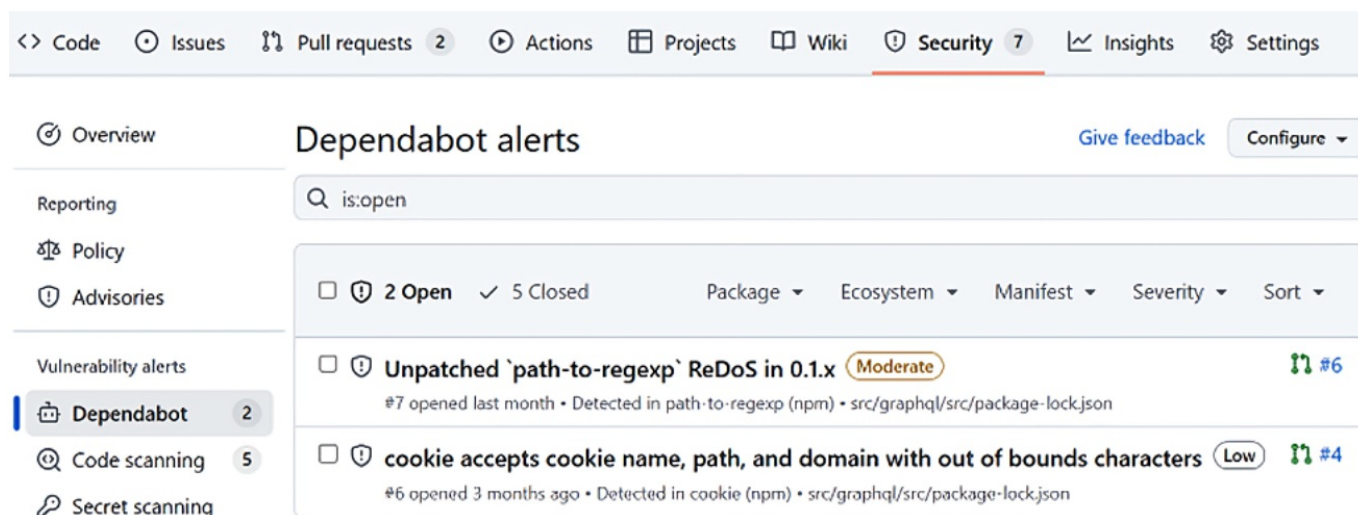 Code Issues Pull requests 2 Actions Projects Wiki Security 7 Insights Settings
Overview
Reporting
Policy
Advisories
Vulnerability alerts
Dependabot 2
Code scanning 5
Secret scanning
Dependabot alerts Give feedback Configure
is:open
2 Open 5 Closed Package Ecosystem Manifest Severity Sort
Unpatched `path-to-regexp` ReDoS in 0.1.x Moderate #6
#7 opened last month • Detected in path-to-regexp (npm) • src/graphql/src/package-lock.json
cookie accepts cookie name, path, and domain with out of bounds characters Low #4
#6 opened 3 months ago • Detected in cookie (npm) • src/graphql/src/package-lock.json